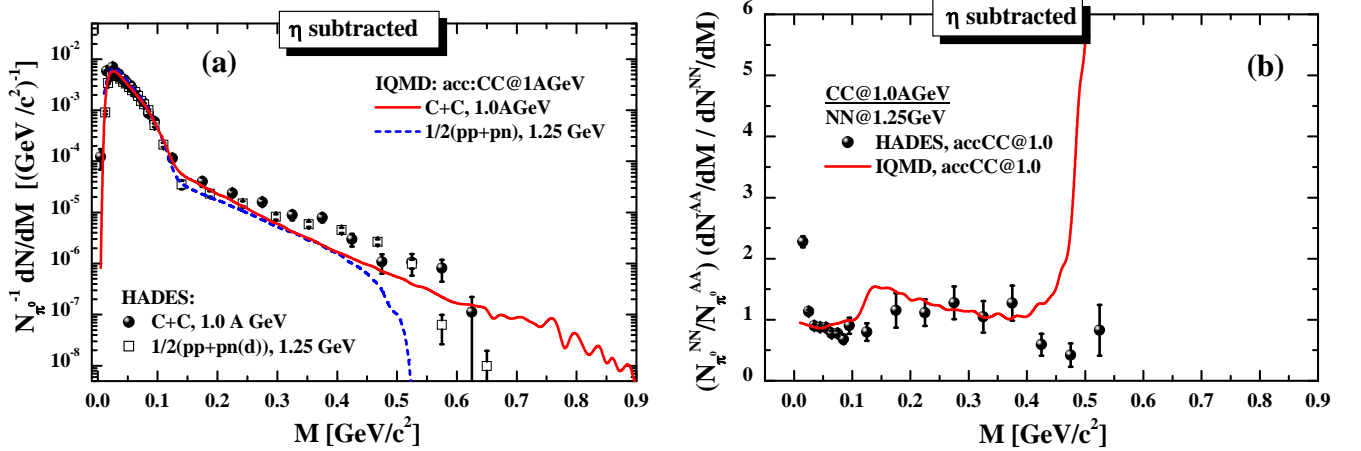 η subtracted
(a)
IQMD: acc:CC@1AGeV
C+C, 1.0AGeV
1/2(pp+pn), 1.25 GeV
HADES:
C+C, 1.0 A GeV
1/2(pp+pn(d)), 1.25 GeV
10⁻²
10⁻³
10⁻⁴
10⁻⁵
10⁻⁶
10⁻⁷
10⁻⁸
N_π⁰⁻¹ dN/dM [(GeV /c²)⁻¹]
0.0 0.1 0.2 0.3 0.4 0.5 0.6 0.7 0.8 0.9
M [GeV/c²]
η subtracted
(b)
CC@1.0AGeV
NN@1.25GeV
HADES, accCC@1.0
IQMD, accCC@1.0
6
5
4
3
2
1
0
(N_π⁰^NN/N_π⁰^AA) (dN^AA/dM / dN^NN/dM)
0.0 0.1 0.2 0.3 0.4 0.5 0.6 0.7 0.8 0.9
M [GeV/c²]